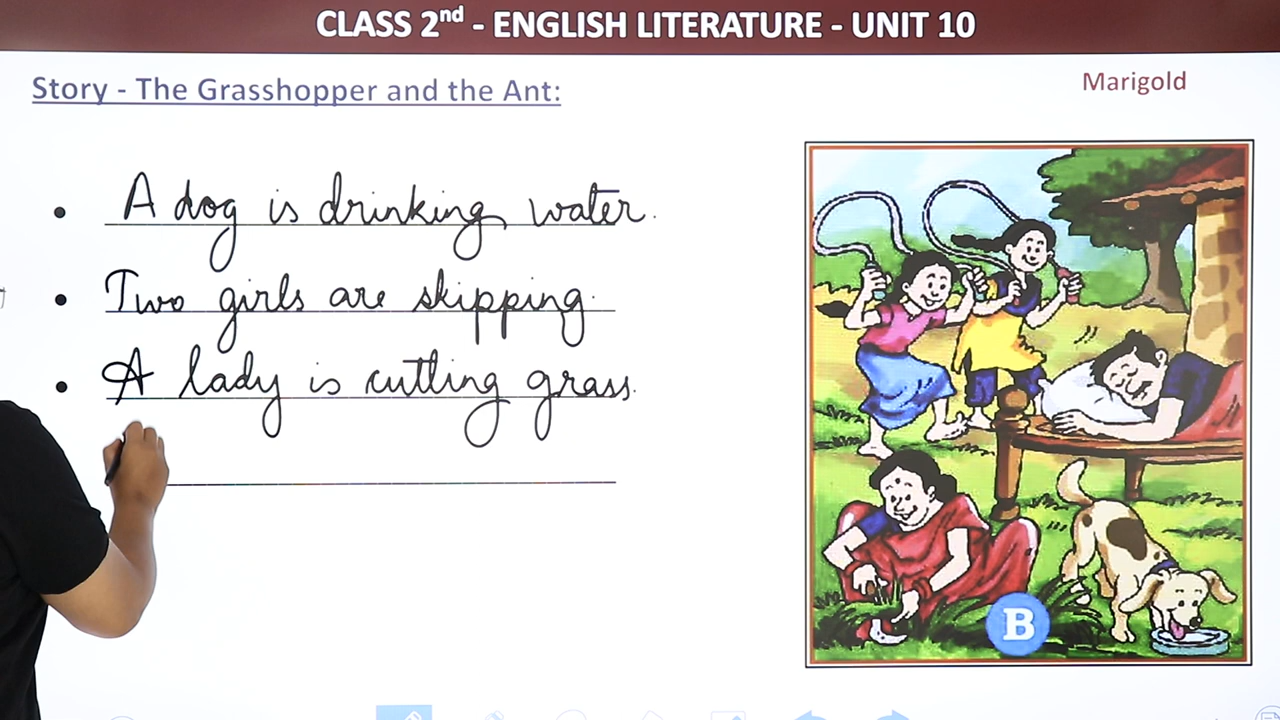 CLASS 2nd - ENGLISH LITERATURE - UNIT 10
Story - The Grasshopper and the Ant:
Marigold
A dog is drinking water.
Two girls are skipping.
A lady is cutting grass.
B